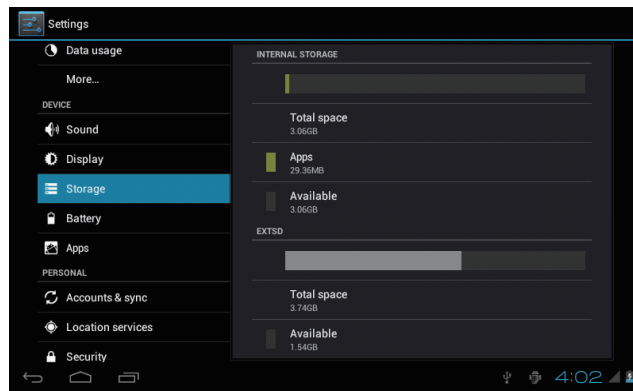 Settings
Data usage
More...
DEVICE
Sound
Display
Storage
Battery
Apps
PERSONAL
Accounts & sync
Location services
Security
INTERNAL STORAGE
Total space
3.06GB
Apps
29.36MB
Available
3.06GB
EXTSD
Total space
3.74GB
Available
1.54GB
4:02